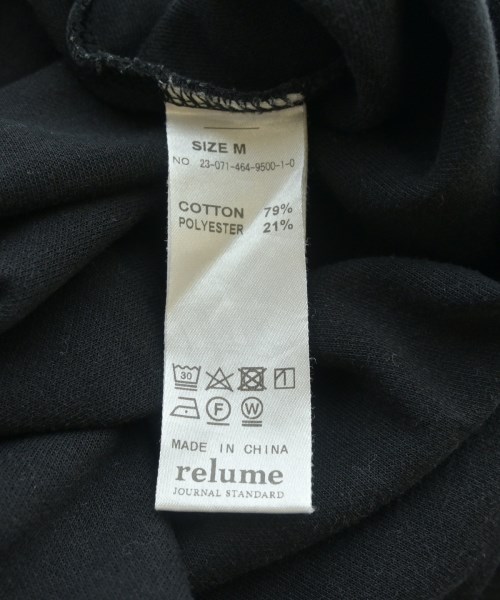 SIZE M
NO 23-071-464-9500-1-0
COTTON 79%
POLYESTER 21%
30
F W
MADE IN CHINA
relume
JOURNAL STANDARD